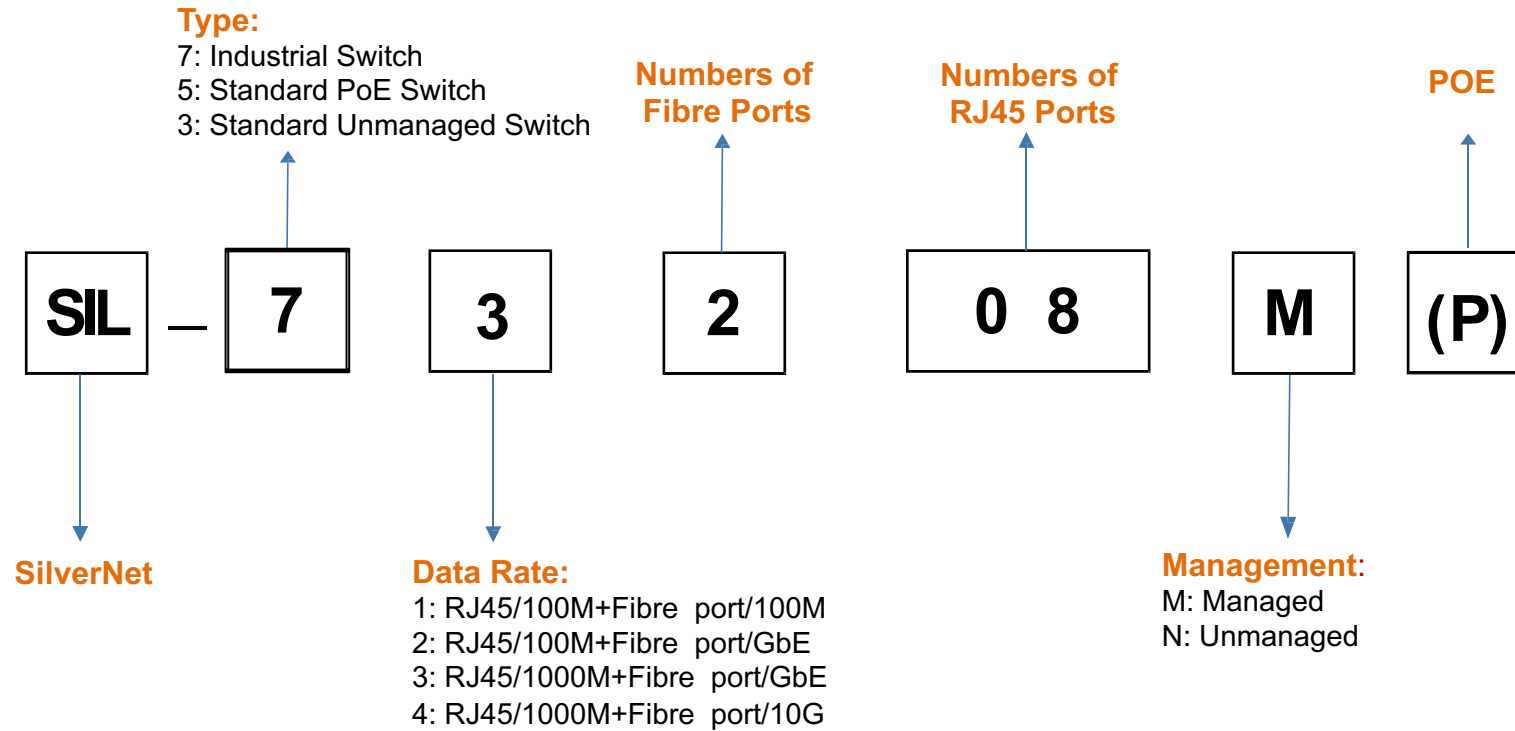 Type:
7: Industrial Switch
5: Standard PoE Switch
3: Standard Unmanaged Switch
Numbers of
Fibre Ports
Numbers of
RJ45 Ports
POE
SIL – 7 3 2 0 8 M (P)
SilverNet
Data Rate:
1: RJ45/100M+Fibre port/100M
2: RJ45/100M+Fibre port/GbE
3: RJ45/1000M+Fibre port/GbE
4: RJ45/1000M+Fibre port/10G
Management:
M: Managed
N: Unmanaged